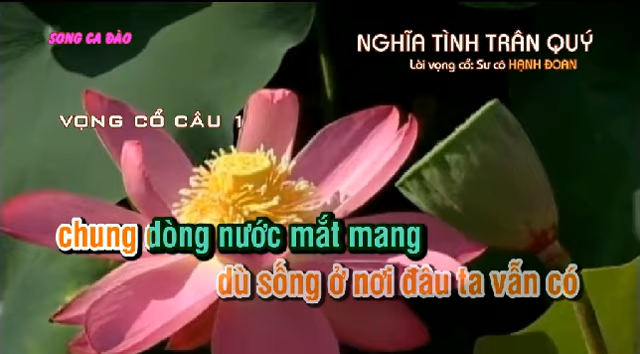 SONG CA ĐÀO
NGHĨA TÌNH TRÂN QUÝ
Lời vọng cổ: Sư cô HẠNH ĐOAN
VỌNG CỔ CÂU 1
chung dòng nước mắt mang
dù sống ở nơi đâu ta vẫn có